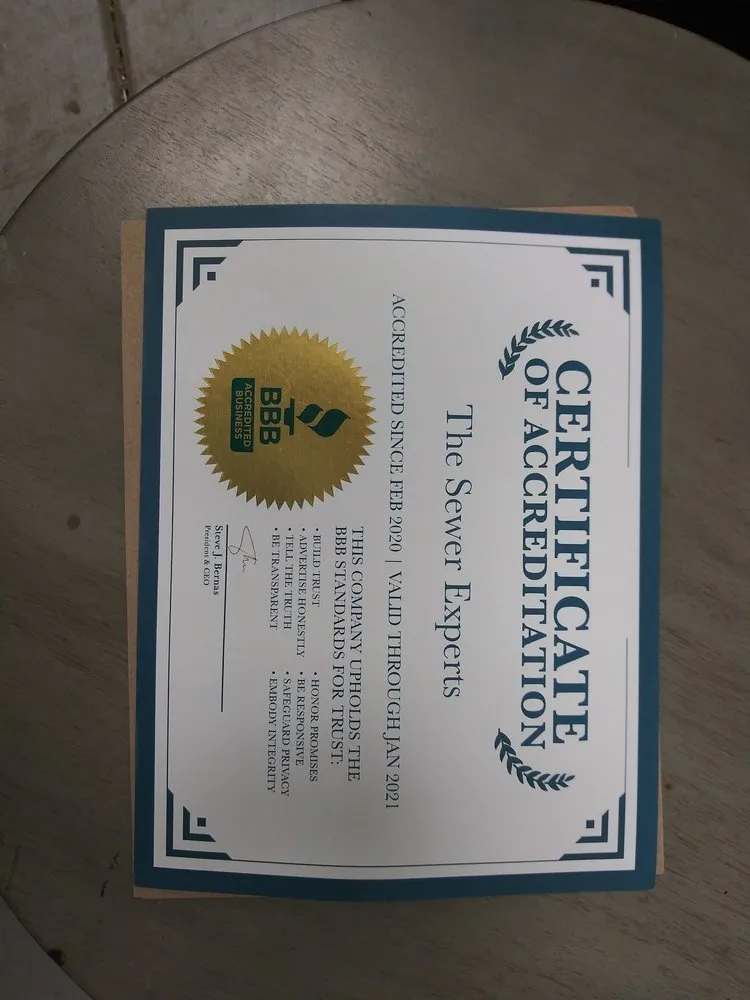 CERTIFICATE
OF ACCREDITATION
The Sewer Experts
ACCREDITED SINCE FEB 2020 | VALID THROUGH JAN 2021
BBB
ACCREDITED
BUSINESS
THIS COMPANY UPHOLDS THE
BBB STANDARDS FOR TRUST:
• BUILD TRUST
• ADVERTISE HONESTLY
• TELL THE TRUTH
• BE TRANSPARENT
• HONOR PROMISES
• BE RESPONSIVE
• SAFEGUARD PRIVACY
• EMBODY INTEGRITY
Steve J. Bernas
President & CEO